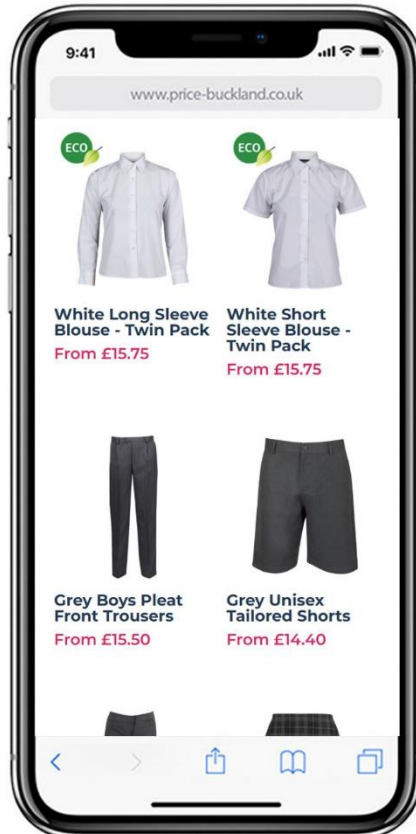 9:41
www.price-buckland.co.uk
ECO
ECO
White Long Sleeve
Blouse - Twin Pack
From £15.75
White Short
Sleeve Blouse -
Twin Pack
From £15.75
Grey Boys Pleat
Front Trousers
From £15.50
Grey Unisex
Tailored Shorts
From £14.40